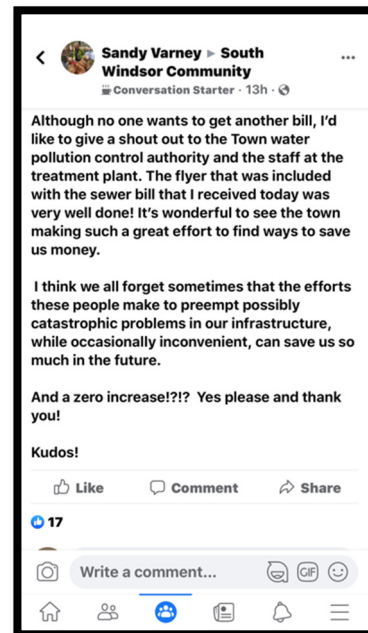 Sandy Varney ▸ South
Windsor Community
Conversation Starter · 13h ·
Although no one wants to get another bill, I’d
like to give a shout out to the Town water
pollution control authority and the staff at the
treatment plant. The flyer that was included
with the sewer bill that I received today was
very well done! It’s wonderful to see the town
making such a great effort to find ways to save
us money.
I think we all forget sometimes that the efforts
these people make to preempt possibly
catastrophic problems in our infrastructure,
while occasionally inconvenient, can save us so
much in the future.
And a zero increase!?!? Yes please and thank
you!
Kudos!
Like Comment Share
17
Write a comment... GIF